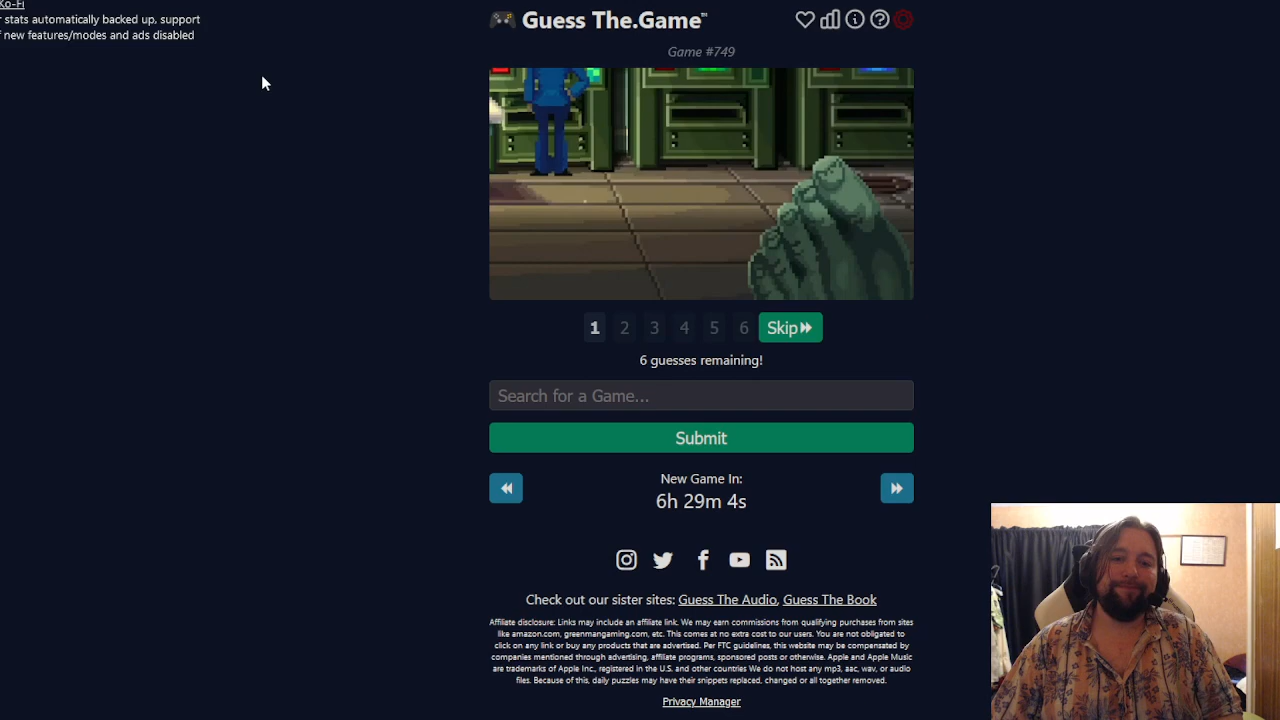 Ko-Fi
r stats automatically backed up, support
f new features/modes and ads disabled
Guess The.Game™
Game #749
1 2 3 4 5 6 Skip
6 guesses remaining!
Search for a Game...
Submit
New Game In:
6h 29m 4s
Check out our sister sites: Guess The Audio, Guess The Book
Affiliate disclosure: Links may include an affiliate link. We may earn commissions from qualifying purchases from sites
like amazon.com, greenmangaming.com, etc. This comes at no extra cost to our users. You are not obligated to
click on any link or buy any products that are advertised. Per FTC guidelines, this website may be compensated by
companies mentioned through advertising, affiliate programs, sponsored posts or otherwise. Apple and Apple Music
are trademarks of Apple Inc., registered in the U.S. and other countries We do not host any mp3, aac, wav, or audio
files. Because of this, daily puzzles may have their snippets replaced, changed or all together removed.
Privacy Manager